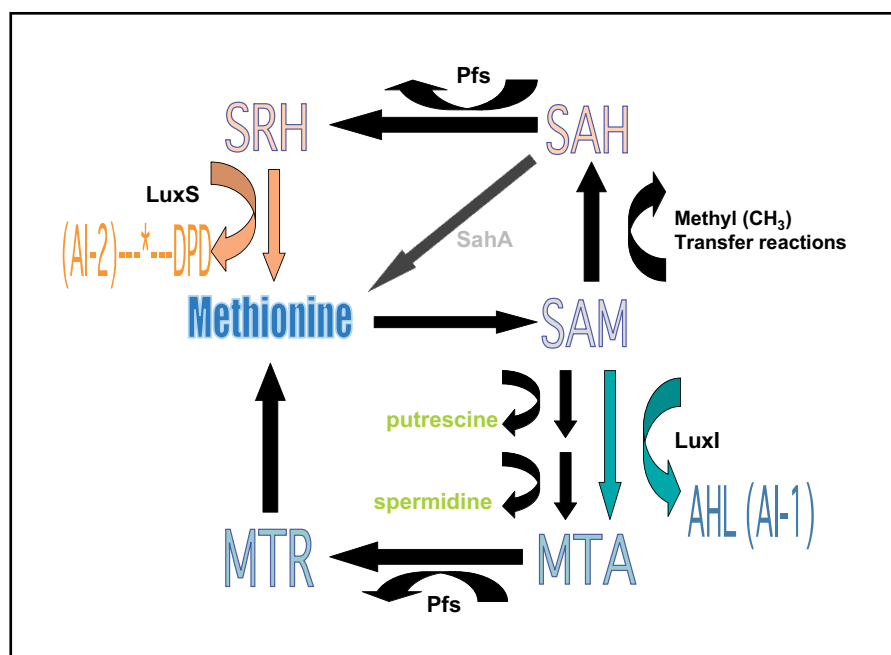 Pfs
SRH
SAH
LuxS
Methyl (CH₃)
Transfer reactions
(AI-2)---*---DPD
SahA
Methionine
SAM
putrescine
LuxI
spermidine
AHL (AI-1)
MTR
MTA
Pfs